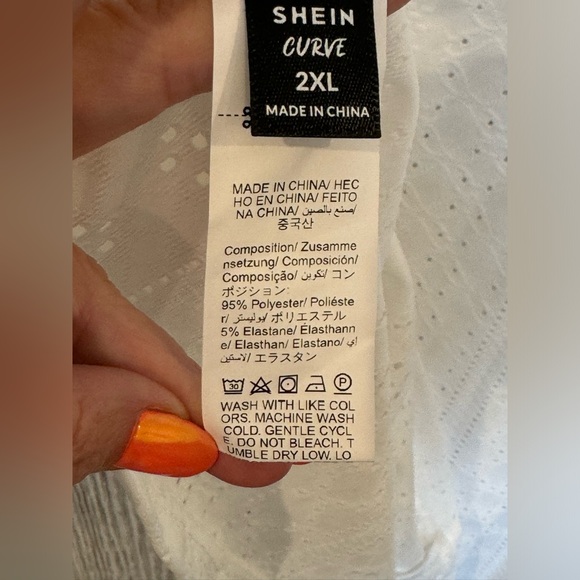 SHEIN
CURVE
2XL
MADE IN CHINA
MADE IN CHINA/ HEC
HO EN CHINA/ FEITO
NA CHINA/ صنع بالصين/
중국산
Composition/ Zusamme
nsetzung/ Composición/
Composição/ تكوين/ コン
ポジション:
95% Polyester/ Poliéste
r/ بوليستر/ ポリエステル
5% Elastane/ Élasthann
e/ Elasthan/ Elastano/ إي
لاستين/ エラスタン
30 P
WASH WITH LIKE COL
ORS. MACHINE WASH
COLD. GENTLE CYCL
E. DO NOT BLEACH. T
UMBLE DRY LOW. LO